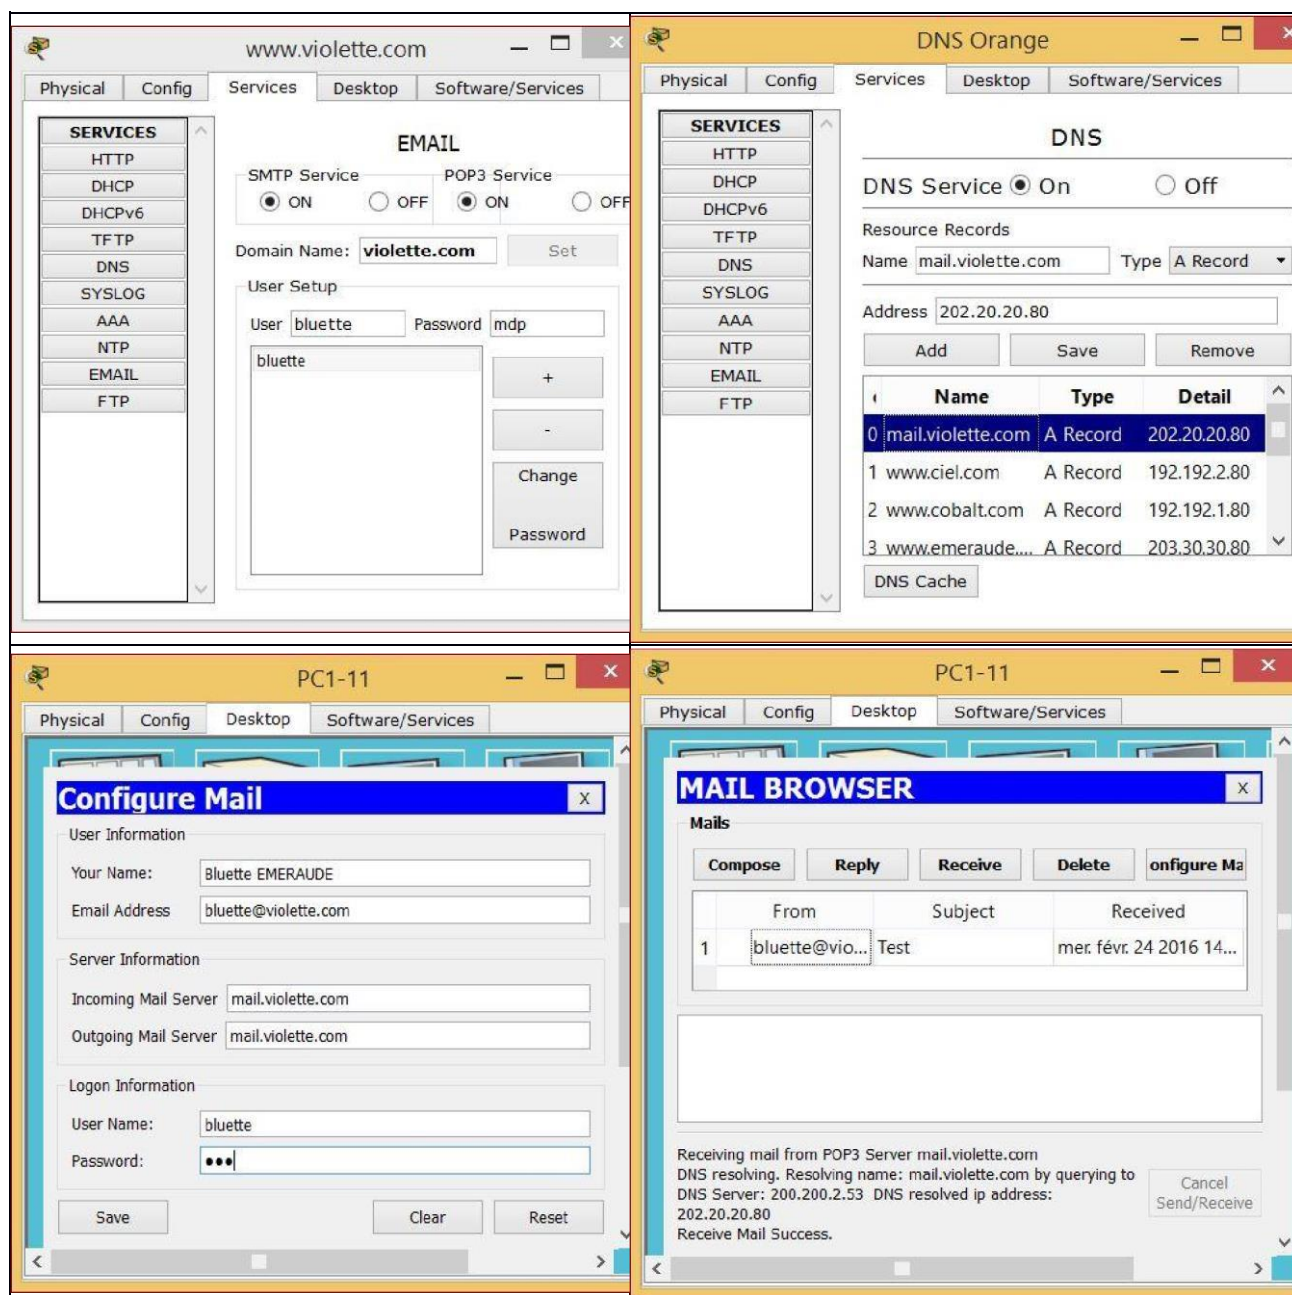 www.violette.com
Physical Config Services Desktop Software/Services
SERVICES
HTTP
DHCP
DHCPv6
TFTP
DNS
SYSLOG
AAA
NTP
EMAIL
FTP
EMAIL
SMTP Service POP3 Service
ON OFF ON OFF
Domain Name: violette.com Set
User Setup
User bluette Password mdp
bluette
+
-
Change
Password
DNS Orange
Physical Config Services Desktop Software/Services
SERVICES
HTTP
DHCP
DHCPv6
TFTP
DNS
SYSLOG
AAA
NTP
EMAIL
FTP
DNS
DNS Service On Off
Resource Records
Name mail.violette.com Type A Record
Address 202.20.20.80
Add Save Remove
Name Type Detail
0 mail.violette.com A Record 202.20.20.80
1 www.ciel.com A Record 192.192.2.80
2 www.cobalt.com A Record 192.192.1.80
3 www.emeraude.... A Record 203.30.30.80
DNS Cache
PC1-11
Physical Config Desktop Software/Services
Configure Mail X
User Information
Your Name: Bluette EMERAUDE
Email Address bluette@violette.com
Server Information
Incoming Mail Server mail.violette.com
Outgoing Mail Server mail.violette.com
Logon Information
User Name: bluette
Password: •••
Save Clear Reset
PC1-11
Physical Config Desktop Software/Services
MAIL BROWSER X
Mails
Compose Reply Receive Delete onfigure Ma
From Subject Received
1 bluette@vio... Test mer. févr. 24 2016 14...
Receiving mail from POP3 Server mail.violette.com
DNS resolving. Resolving name: mail.violette.com by querying to
DNS Server: 200.200.2.53 DNS resolved ip address:
202.20.20.80
Receive Mail Success.
Cancel
Send/Receive